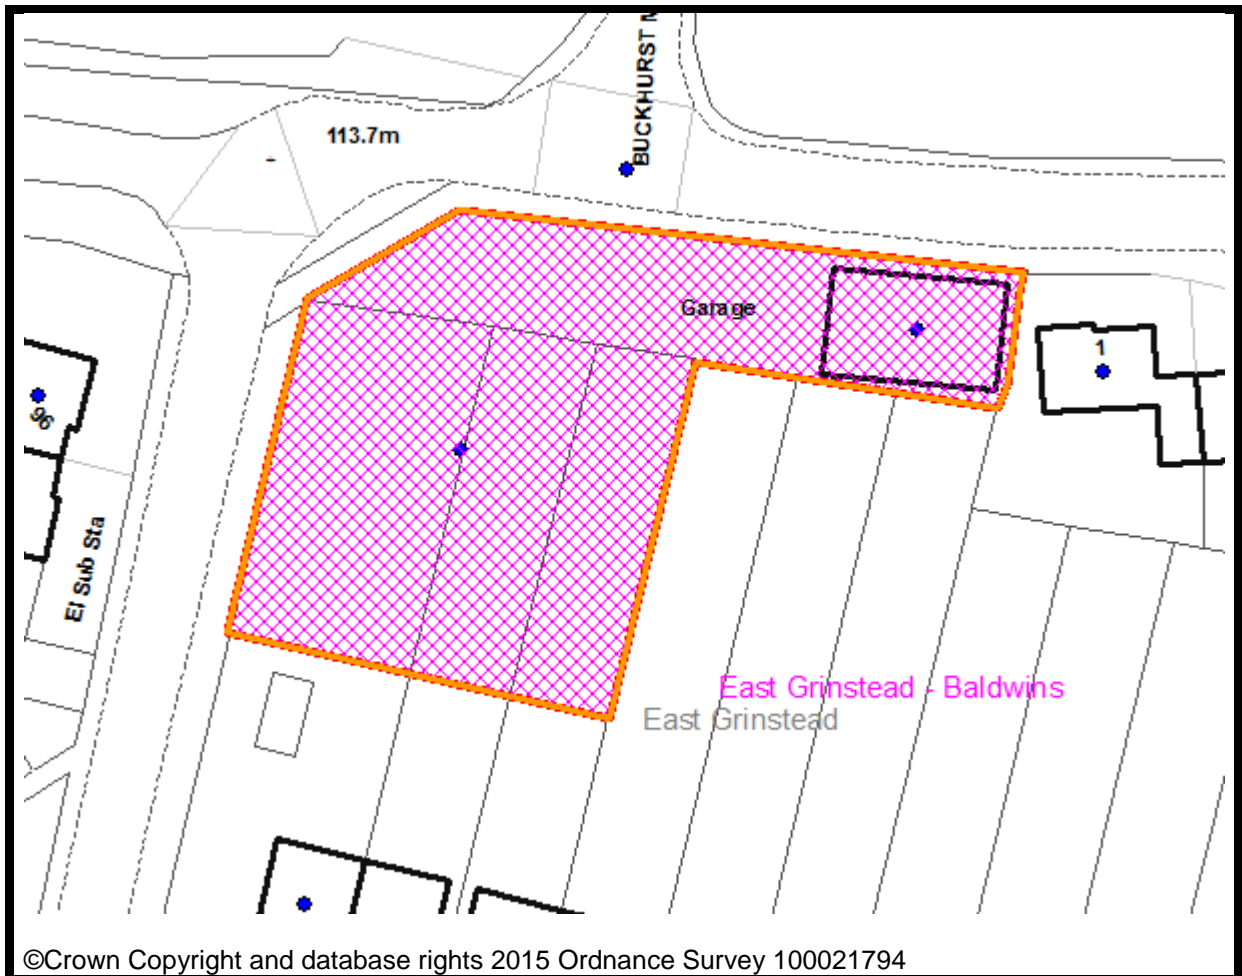 BUCKHURST
113.7m
Garage
1
96
El Sub Sta
East Grinstead - Baldwins
East Grinstead
©Crown Copyright and database rights 2015 Ordnance Survey 100021794